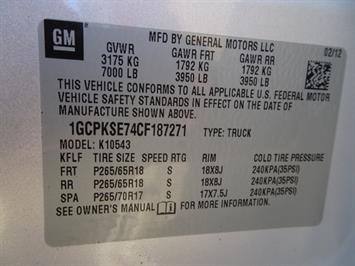 GM
MFD BY GENERAL MOTORS LLC
02/12
GVWR GAWR FRT GAWR RR
3175 KG 1792 KG 1792 KG
7000 LB 3950 LB 3950 LB
THIS VEHICLE CONFORMS TO ALL APPLICABLE U.S. FEDERAL MOTOR
VEHICLE SAFETY STANDARDS IN EFFECT ON THE DATE OF
MANUFACTURE SHOWN ABOVE.
1GCPKSE74CF187271 TYPE: TRUCK
MODEL: K10543
KFLF TIRE SIZE SPEED RTG RIM COLD TIRE PRESSURE
FRT P265/65R18 S 18X8J 240KPA(35PSI)
RR P265/65R18 S 18X8J 240KPA(35PSI)
SPA P265/70R17 S 17X7.5J 240KPA(35PSI)
SEE OWNER'S MANUAL FOR ADDITIONAL INFORMATION.